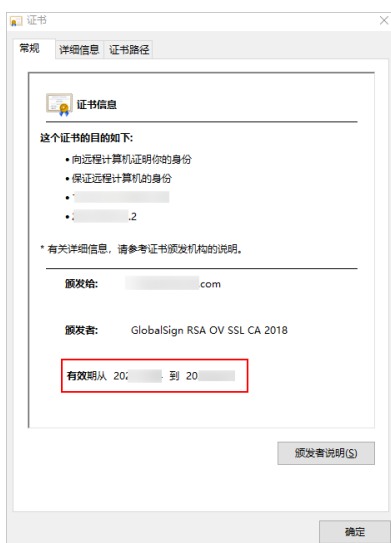 证书
常规 详细信息 证书路径
证书信息
这个证书的目的如下:
• 向远程计算机证明你的身份
• 保证远程计算机的身份
•
• .2
* 有关详细信息，请参考证书颁发机构的说明。
颁发给: .com
颁发者: GlobalSign RSA OV SSL CA 2018
有效期从 202 到 20
颁发者说明(S)
确定